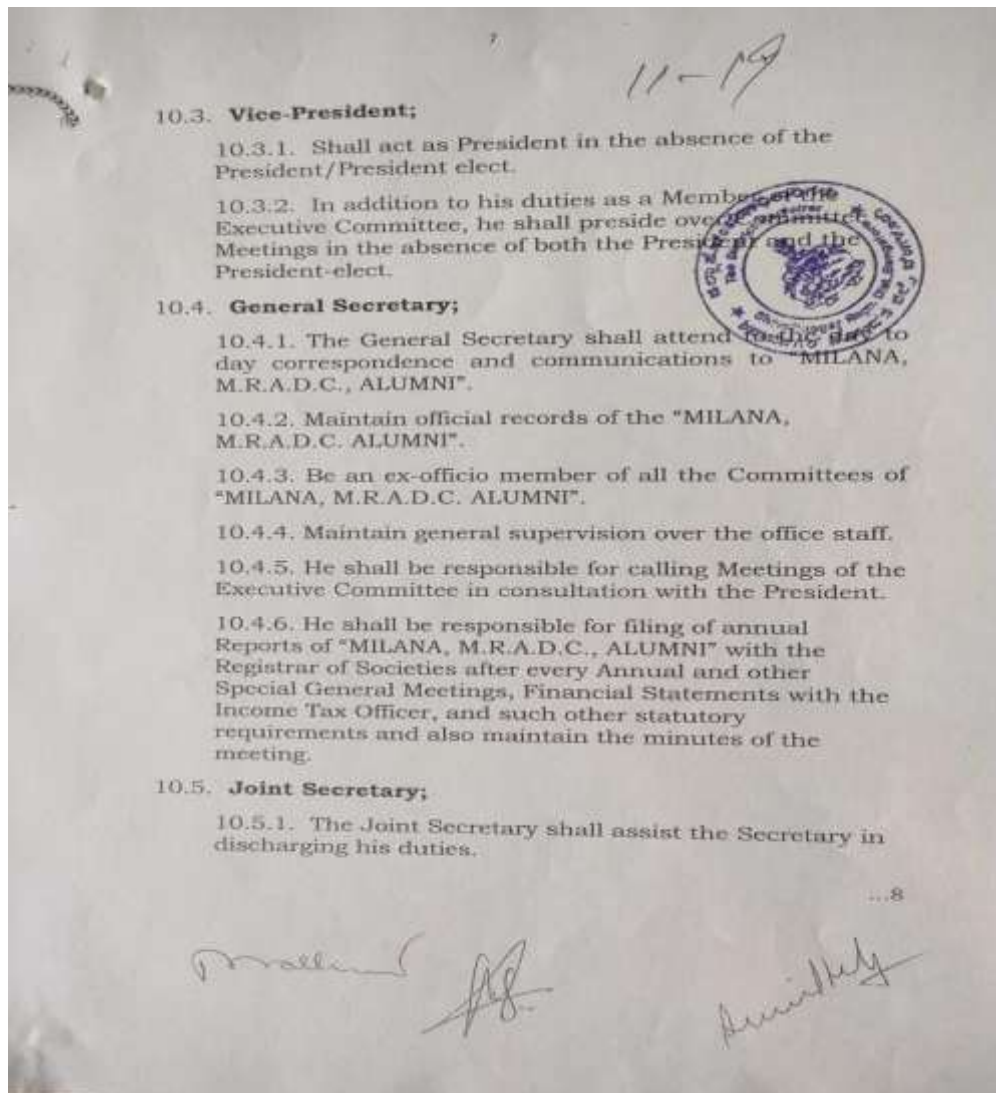 7
11-19
10.3. Vice-President;
10.3.1. Shall act as President in the absence of the
President/President elect.
10.3.2. In addition to his duties as a Member of the
Executive Committee, he shall preside over Committee
Meetings in the absence of both the President and the
President-elect.
10.4. General Secretary;
10.4.1. The General Secretary shall attend to the day to
day correspondence and communications to "MILANA,
M.R.A.D.C., ALUMNI".
10.4.2. Maintain official records of the "MILANA,
M.R.A.D.C. ALUMNI".
10.4.3. Be an ex-officio member of all the Committees of
"MILANA, M.R.A.D.C. ALUMNI".
10.4.4. Maintain general supervision over the office staff.
10.4.5. He shall be responsible for calling Meetings of the
Executive Committee in consultation with the President.
10.4.6. He shall be responsible for filing of annual
Reports of "MILANA, M.R.A.D.C., ALUMNI" with the
Registrar of Societies after every Annual and other
Special General Meetings, Financial Statements with the
Income Tax Officer, and such other statutory
requirements and also maintain the minutes of the
meeting.
10.5. Joint Secretary;
10.5.1. The Joint Secretary shall assist the Secretary in
discharging his duties.
...8